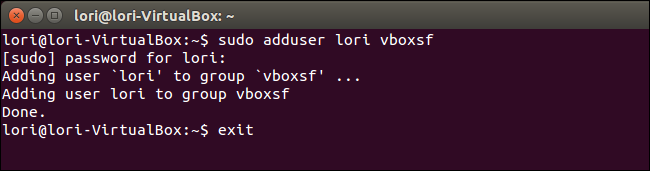 lori@lori-VirtualBox: ~
lori@lori-VirtualBox:~$ sudo adduser lori vboxsf
[sudo] password for lori:
Adding user `lori' to group `vboxsf' ...
Adding user lori to group vboxsf
Done.
lori@lori-VirtualBox:~$ exit